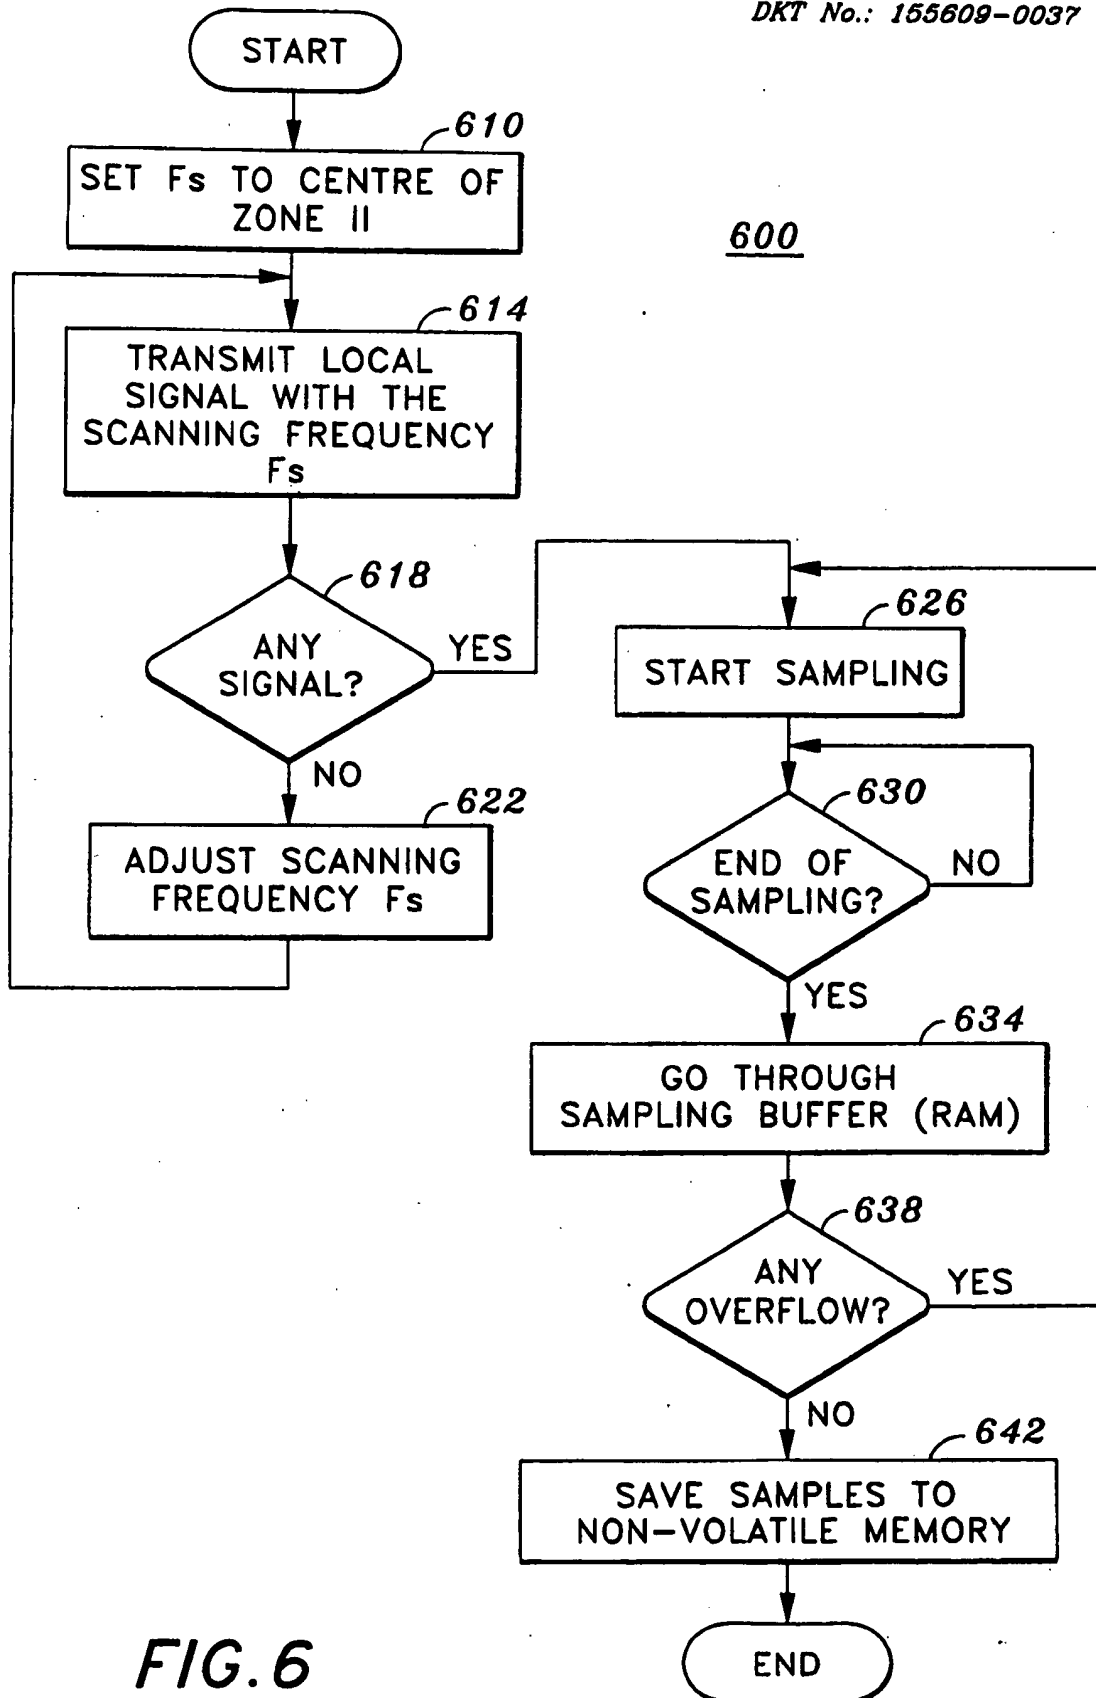 DKT No.: 155609-0037
START
610
SET Fs TO CENTRE OF
ZONE II
600
614
TRANSMIT LOCAL
SIGNAL WITH THE
SCANNING FREQUENCY
Fs
618
ANY
SIGNAL?
YES
NO
622
ADJUST SCANNING
FREQUENCY Fs
626
START SAMPLING
630
END OF
SAMPLING?
NO
YES
634
GO THROUGH
SAMPLING BUFFER (RAM)
638
ANY
OVERFLOW?
YES
NO
642
SAVE SAMPLES TO
NON-VOLATILE MEMORY
END
FIG.6